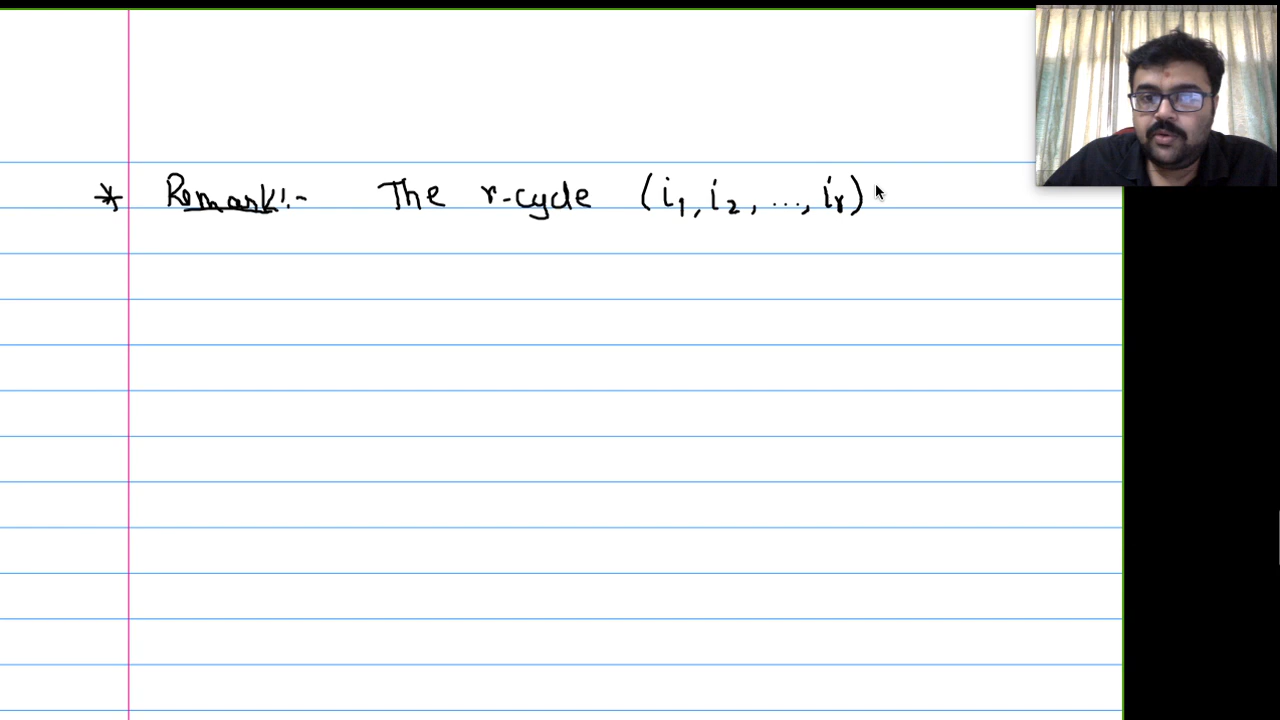 * Remark:- The r-cycle (i₁, i₂, ..., iᵣ)